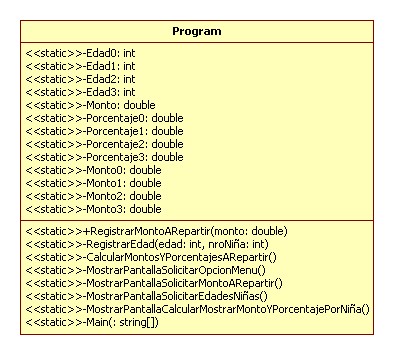 Program
<<static>>-Edad0: int
<<static>>-Edad1: int
<<static>>-Edad2: int
<<static>>-Edad3: int
<<static>>-Monto: double
<<static>>-Porcentaje0: double
<<static>>-Porcentaje1: double
<<static>>-Porcentaje2: double
<<static>>-Porcentaje3: double
<<static>>-Monto0: double
<<static>>-Monto1: double
<<static>>-Monto2: double
<<static>>-Monto3: double
<<static>>+RegistrarMontoARepartir(monto: double)
<<static>>-RegistrarEdad(edad: int, nroNiña: int)
<<static>>-CalcularMontosYPorcentajesARepartir()
<<static>>-MostrarPantallaSolicitarOpcionMenu()
<<static>>-MostrarPantallaSolicitarMontoARepartir()
<<static>>-MostrarPantallaSolicitarEdadesNiñas()
<<static>>-MostrarPantallaCalcularMostrarMontoYPorcentajePorNiña()
<<static>>-Main(: string[])